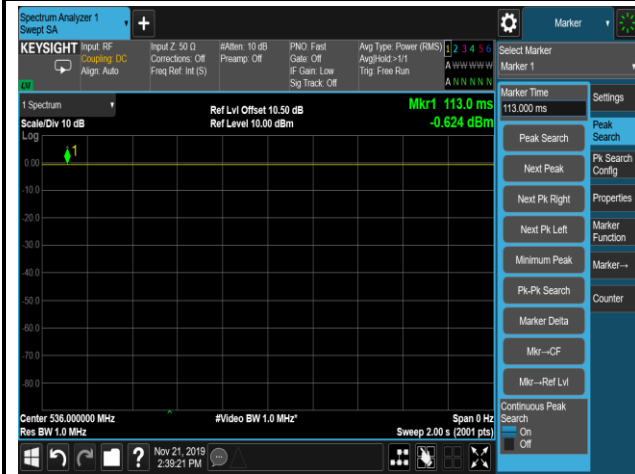 Spectrum Analyzer 1
Swept SA
+
Marker
KEYSIGHT
Input: RF
Coupling: DC
Align: Auto
Input Z: 50 Ω
Corrections: Off
Freq Ref: Int (S)
#Atten: 10 dB
Preamp: Off
PNO: Fast
Gate: Off
IF Gain: Low
Sig Track: Off
Avg Type: Power (RMS)
Avg|Hold:>1/1
Trig: Free Run
1 2 3 4 5 6
A W W W W W
A N N N N N
Select Marker
Marker 1
1 Spectrum
Scale/Div 10 dB
Log
Ref Lvl Offset 10.50 dB
Ref Level 10.00 dBm
Mkr1 113.0 ms
-0.624 dBm
1
0.00
-10.0
-20.0
-30.0
-40.0
-50.0
-60.0
-70.0
-80.0
Center 536.000000 MHz
Res BW 1.0 MHz
#Video BW 1.0 MHz*
Span 0 Hz
Sweep 2.00 s (2001 pts)
Marker Time
113.000 ms
Peak Search
Next Peak
Next Pk Right
Next Pk Left
Minimum Peak
Pk-Pk Search
Marker Delta
Mkr→CF
Mkr→Ref Lvl
Continuous Peak
Search
On
Off
Settings
Peak
Search
Pk Search
Config
Properties
Marker
Function
Marker→
Counter
?
Nov 21, 2019
2:39:21 PM